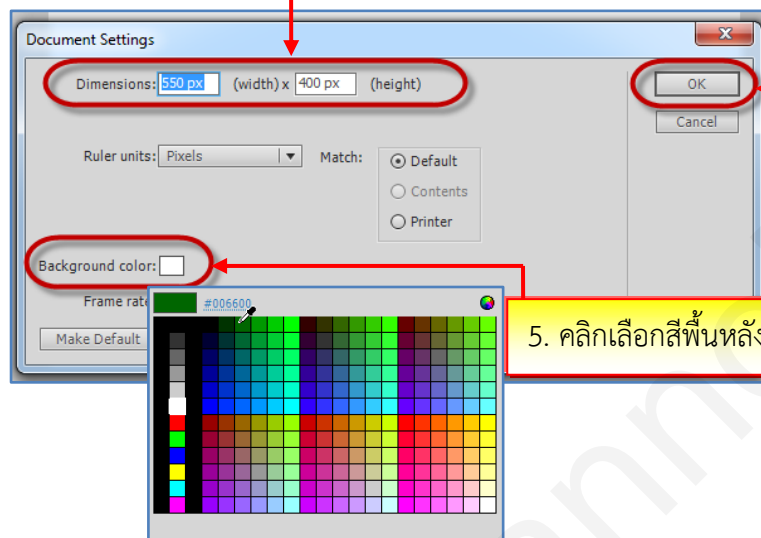 Document Settings
Dimensions: 550 px (width) x 400 px (height)
OK
Cancel
Ruler units: Pixels Match: Default
Contents
Printer
Background color:
Frame rat
#006600
Make Default
5. คลิกเลือกสีพื้นหลัง